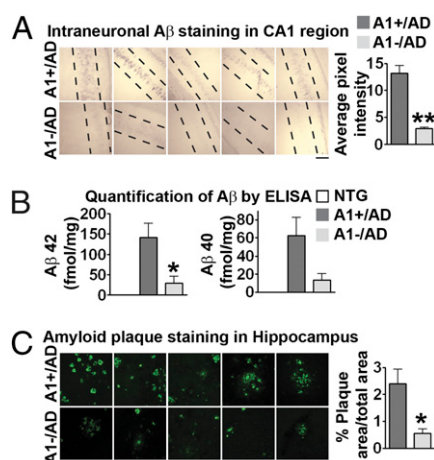 A
Intraneuronal Aβ staining in CA1 region
A1+/AD
A1-/AD
A1+/AD
A1-/AD
Average pixel intensity
15
10
5
0
**
B
Quantification of Aβ by ELISA
NTG
A1+/AD
A1-/AD
Aβ 42 (fmol/mg)
200
150
100
50
0
*
Aβ 40 (fmol/mg)
80
60
40
20
0
C
Amyloid plaque staining in Hippocampus
A1+/AD
A1-/AD
% Plaque area/total area
3
2
1
0
*